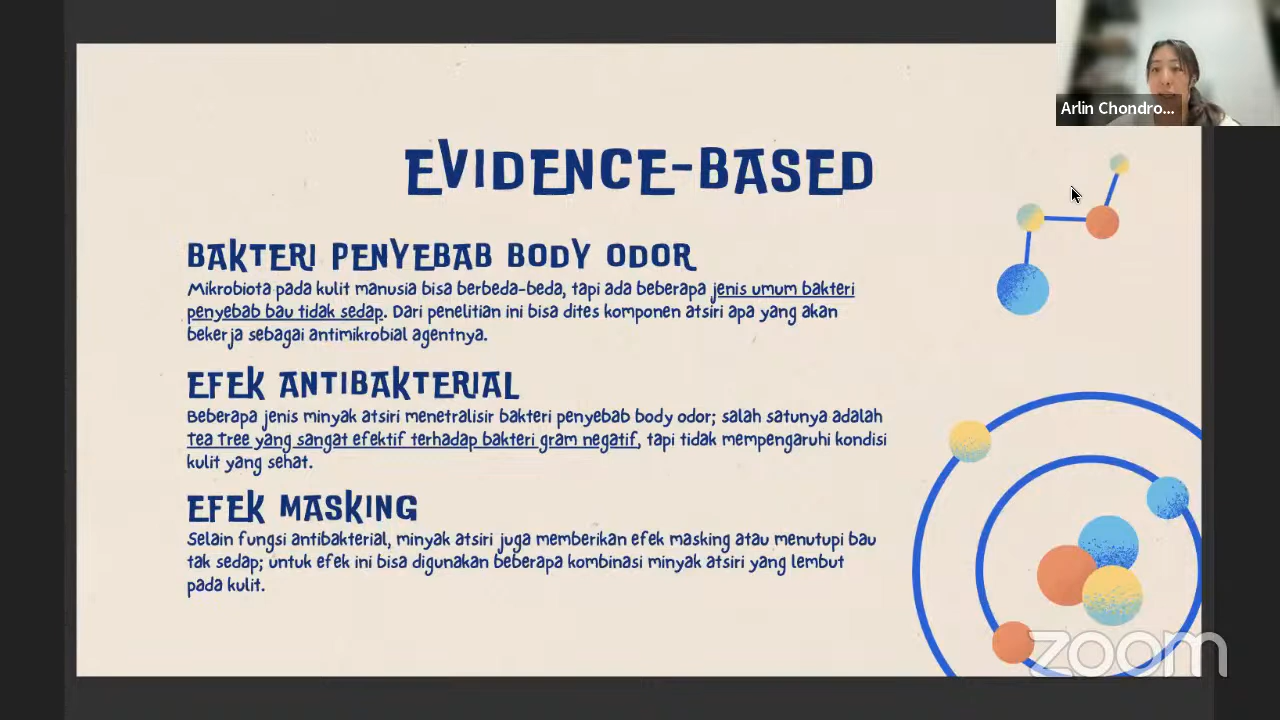 Arlin Chondro...
EVIDENCE-BASED
BAKTERI PENYEBAB BODY ODOR
Mikrobiota pada kulit manusia bisa berbeda-beda, tapi ada beberapa jenis umum bakteri
penyebab bau tidak sedap. Dari penelitian ini bisa dites komponen atsiri apa yang akan
bekerja sebagai antimikrobial agentnya.
EFEK ANTIBAKTERIAL
Beberapa jenis minyak atsiri menetralisir bakteri penyebab body odor; salah satunya adalah
tea tree yang sangat efektif terhadap bakteri gram negatif, tapi tidak mempengaruhi kondisi
kulit yang sehat.
EFEK MASKING
Selain fungsi antibakterial, minyak atsiri juga memberikan efek masking atau menutupi bau
tak sedap; untuk efek ini bisa digunakan beberapa kombinasi minyak atsiri yang lembut
pada kulit.
zoom